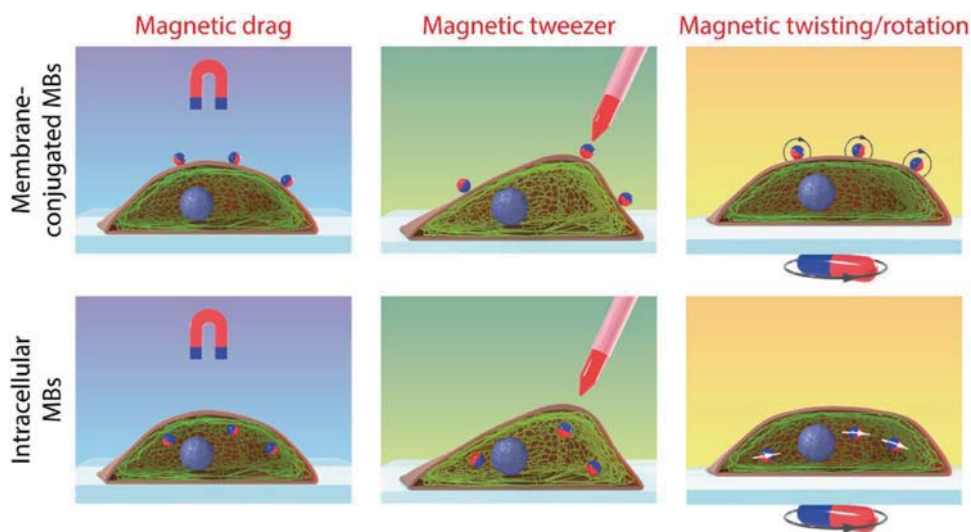 Magnetic drag
Magnetic tweezer
Magnetic twisting/rotation
Membrane-
conjugated MBs
Intracellular
MBs